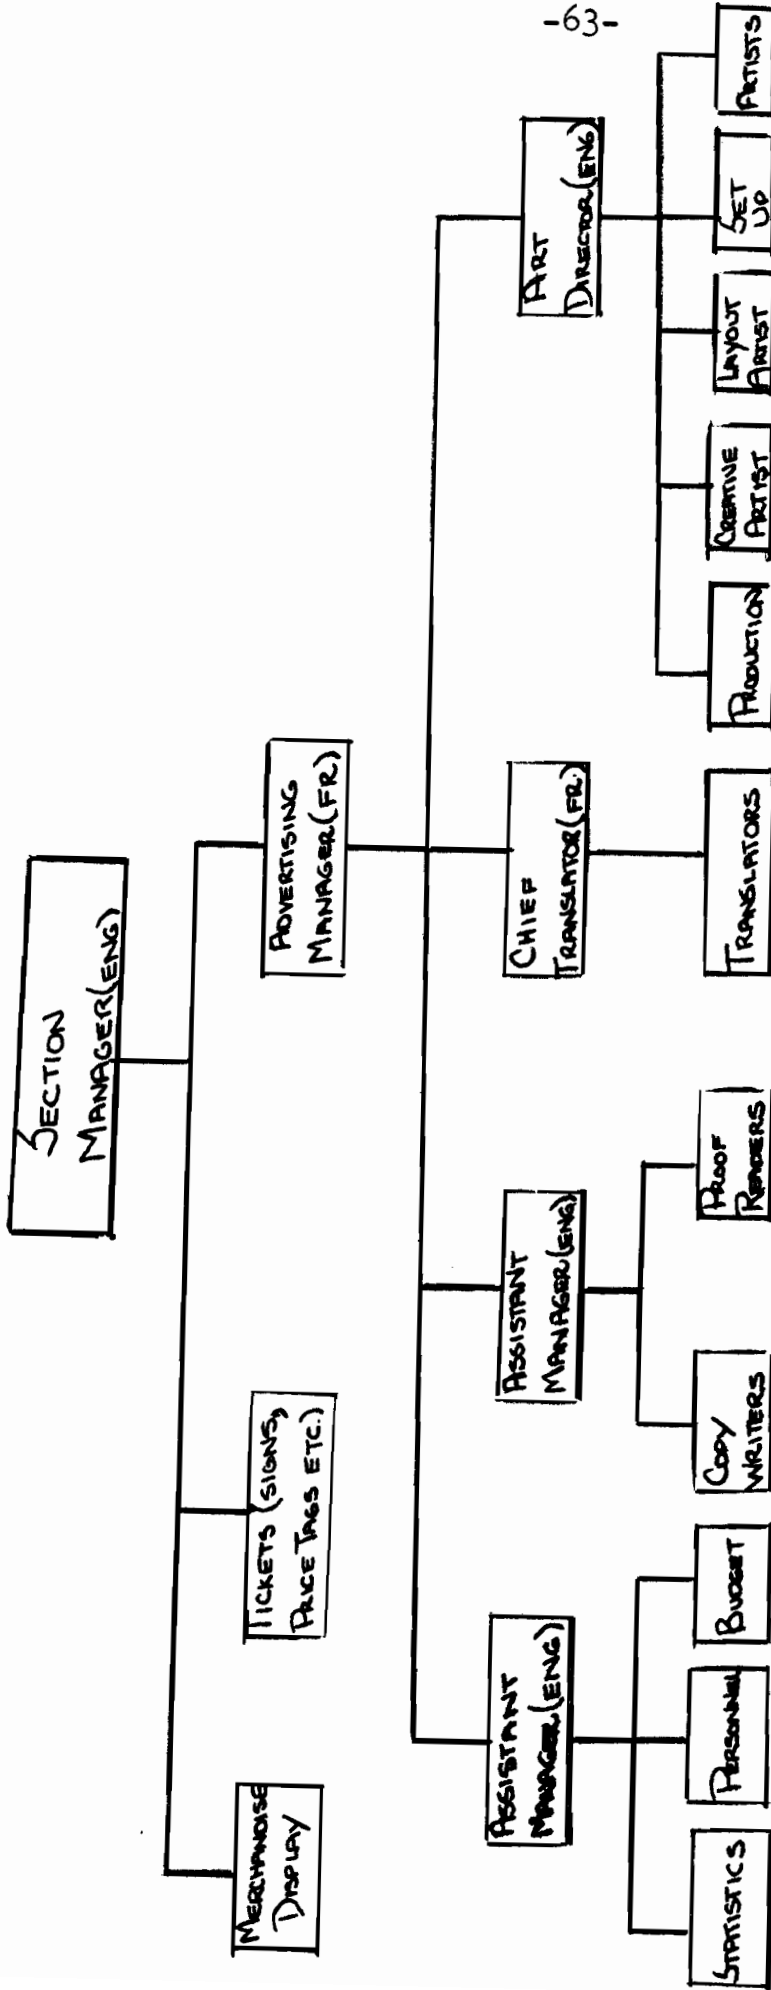 -63-
SECTION
MANAGER(ENG)
MERCHANDISE
DISPLAY
TICKETS (SIGNS,
PRICE TAGS ETC.)
ADVERTISING
MANAGER(FR)
ASSISTANT
MANAGER(ENG)
ASSISTANT
MANAGER(ENG)
CHIEF
TRANSLATOR(FR.)
ART
DIRECTOR(ENG)
STATISTICS
PERSONNEL
BUDGET
COPY
WRITERS
PROOF
READERS
TRANSLATORS
PRODUCTION
CREATIVE
ARTIST
LAYOUT
ARTIST
SET
UP
ARTISTS